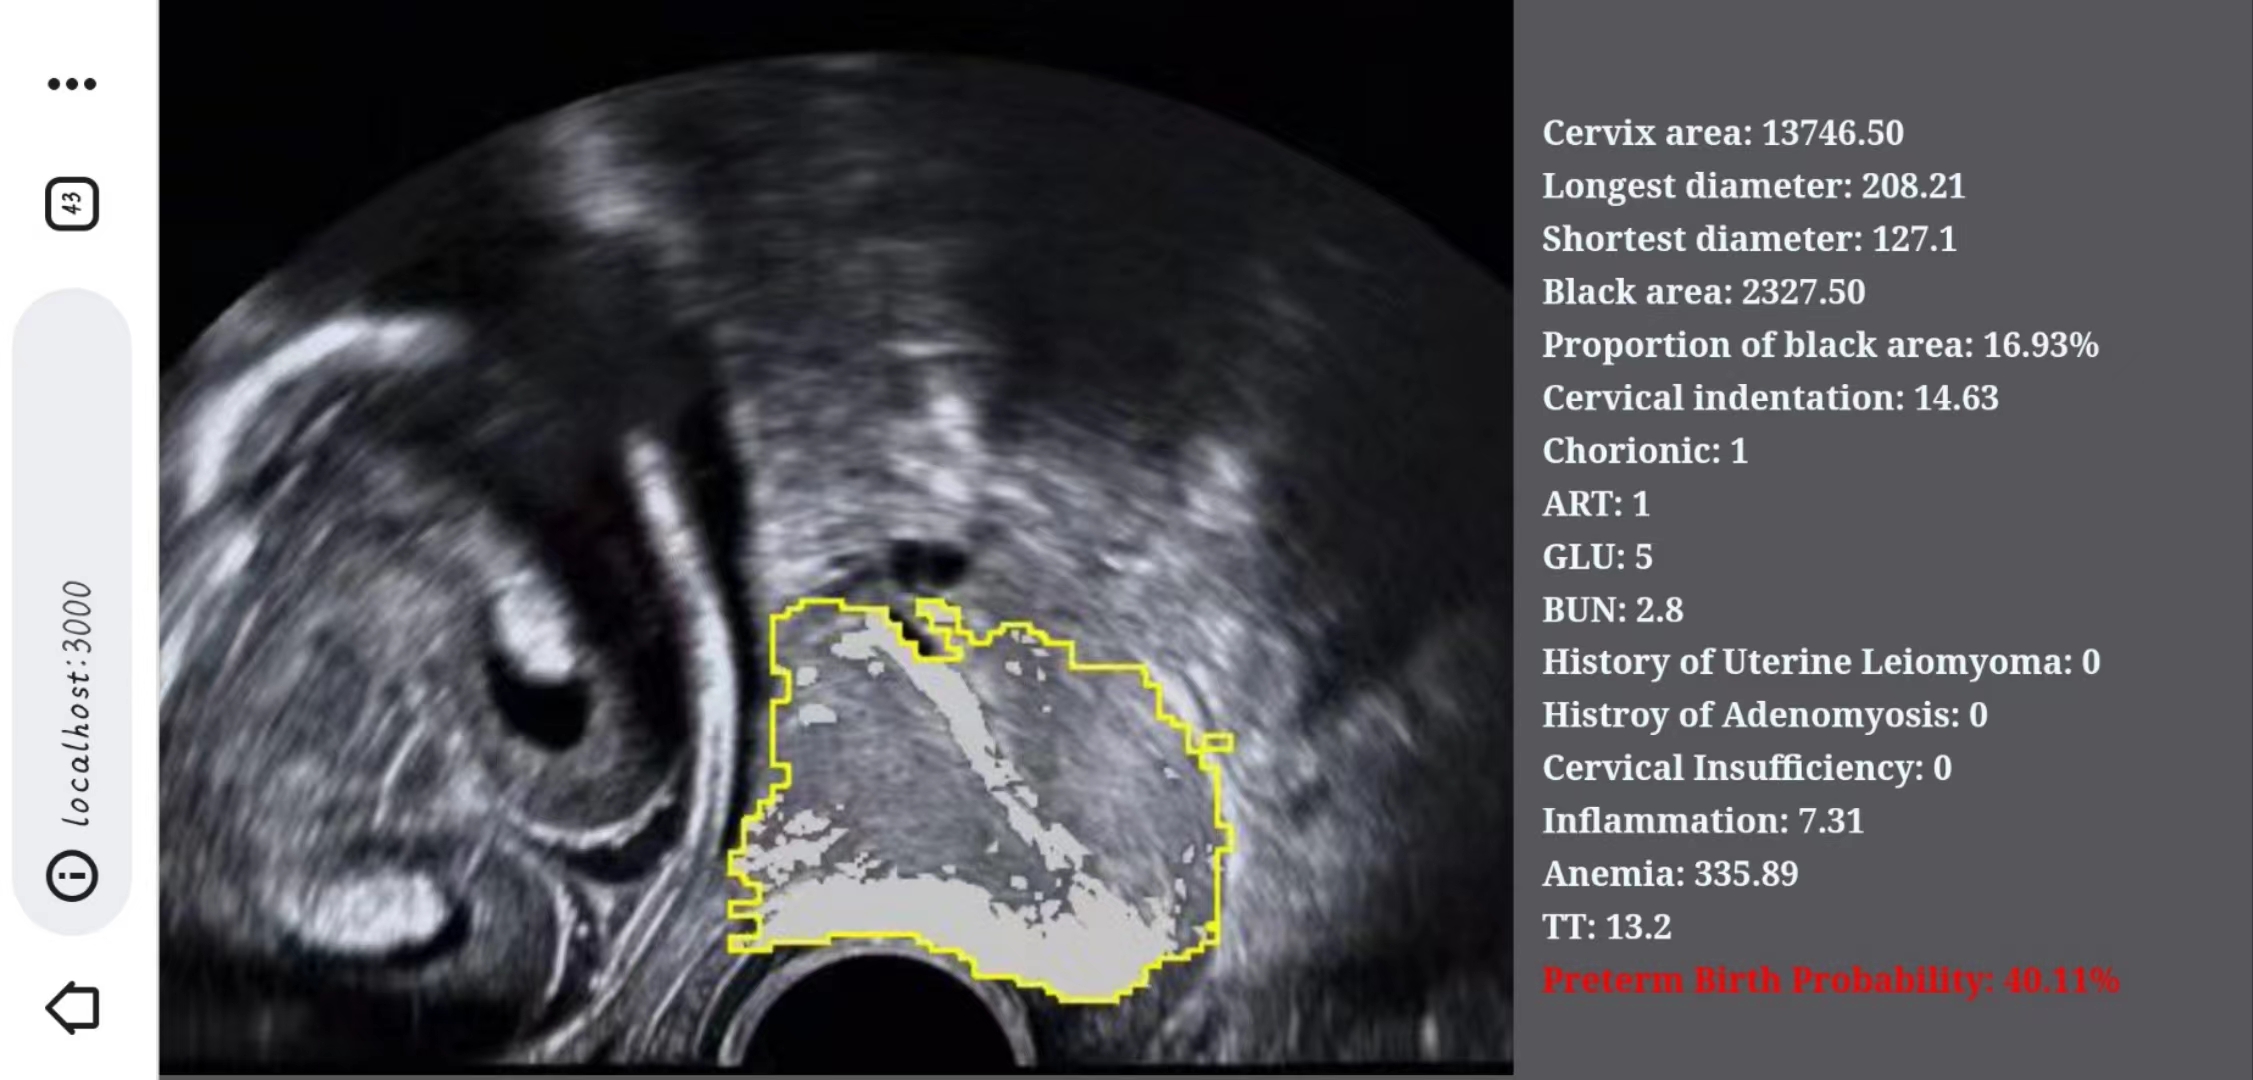 43
localhost:3000
Cervix area: 13746.50
Longest diameter: 208.21
Shortest diameter: 127.1
Black area: 2327.50
Proportion of black area: 16.93%
Cervical indentation: 14.63
Chorionic: 1
ART: 1
GLU: 5
BUN: 2.8
History of Uterine Leiomyoma: 0
Histroy of Adenomyosis: 0
Cervical Insufficiency: 0
Inflammation: 7.31
Anemia: 335.89
TT: 13.2
Preterm Birth Probability: 40.11%